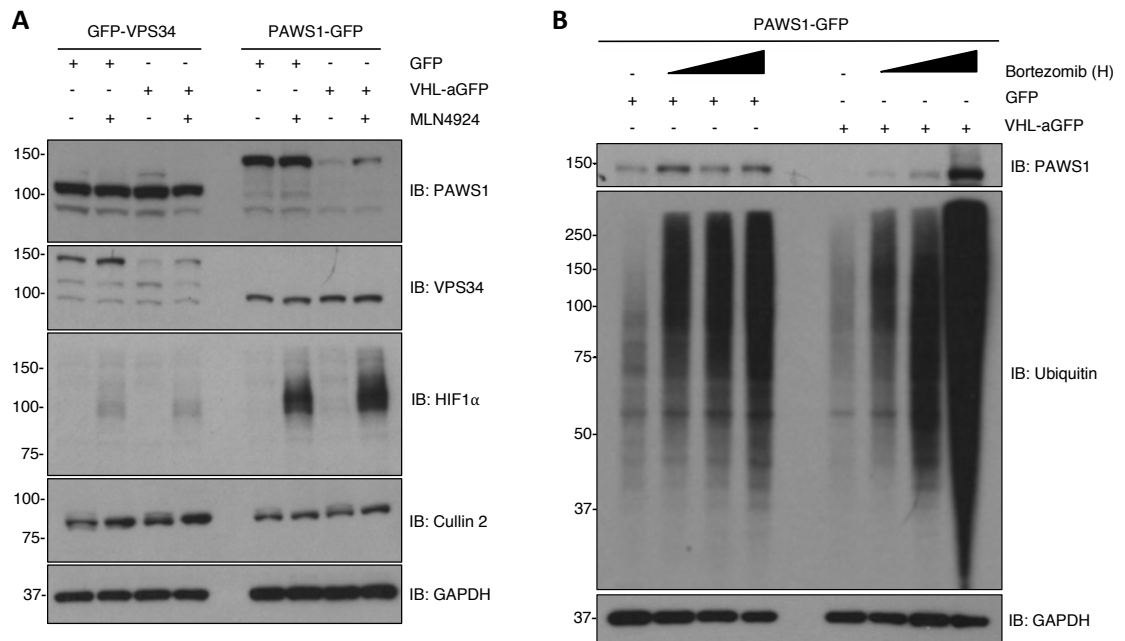 A
GFP-VPS34 PAWS1-GFP
+ + - - + + - - GFP
- - + + - - + + VHL-aGFP
- + - + - + - + MLN4924
150-
100-
IB: PAWS1
150-
100-
IB: VPS34
150-
100-
75-
IB: HIF1α
100-
75-
IB: Cullin 2
37-
IB: GAPDH
B
PAWS1-GFP
- - Bortezomib (H)
+ + + + - - - - GFP
- - - - + + + + VHL-aGFP
150-
IB: PAWS1
250-
150-
100-
75-
50-
37-
IB: Ubiquitin
37-
IB: GAPDH